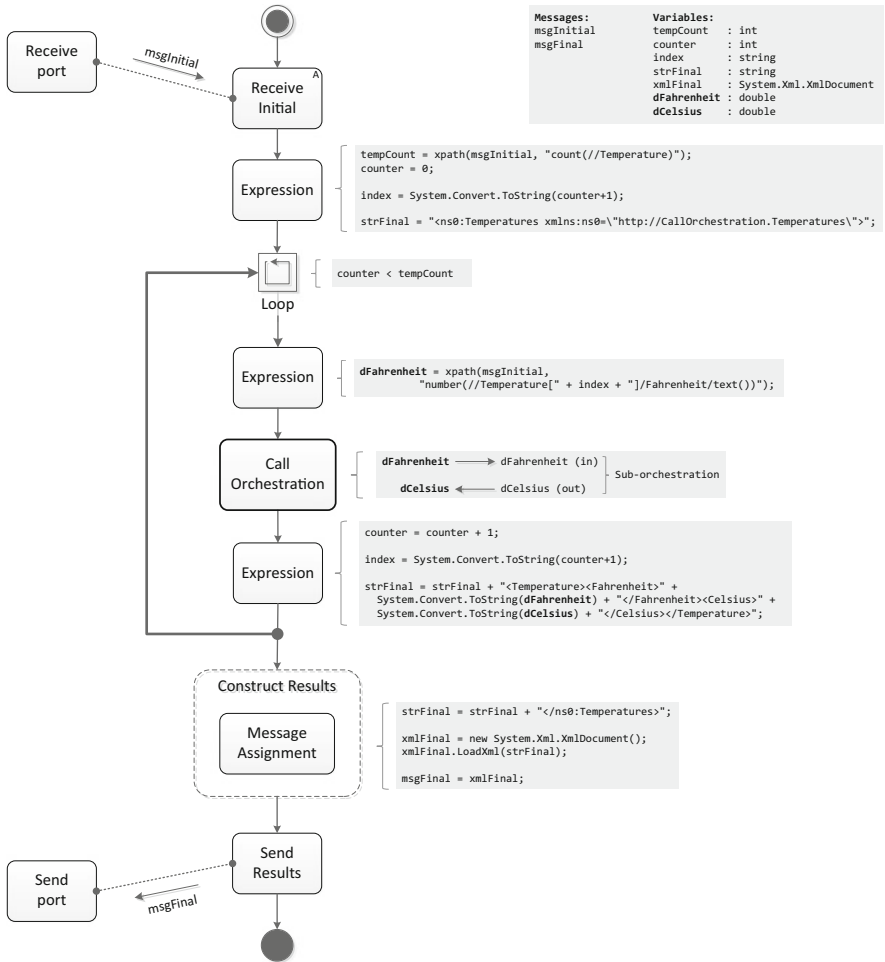 Messages:
msgInitial
msgFinal
Variables:
tempCount : int
counter : int
index : string
strFinal : string
xmlFinal : System.Xml.XmlDocument
dFahrenheit : double
dCelsius : double
Receive
port
msgInitial
A
Receive
Initial
Expression
tempCount = xpath(msgInitial, "count(//Temperature)");
counter = 0;
index = System.Convert.ToString(counter+1);
strFinal = "<ns0:Temperatures xmlns:ns0=\"http://CallOrchestration.Temperatures\">";
Loop
counter < tempCount
Expression
dFahrenheit = xpath(msgInitial,
"number(//Temperature[" + index + "]/Fahrenheit/text())");
Call
Orchestration
dFahrenheit dFahrenheit (in)
dCelsius dCelsius (out)
Sub-orchestration
Expression
counter = counter + 1;
index = System.Convert.ToString(counter+1);
strFinal = strFinal + "<Temperature><Fahrenheit>" +
System.Convert.ToString(dFahrenheit) + "</Fahrenheit><Celsius>" +
System.Convert.ToString(dCelsius) + "</Celsius></Temperature>";
Construct Results
Message
Assignment
strFinal = strFinal + "</ns0:Temperatures>";
xmlFinal = new System.Xml.XmlDocument();
xmlFinal.LoadXml(strFinal);
msgFinal = xmlFinal;
Send
Results
Send
port
msgFinal